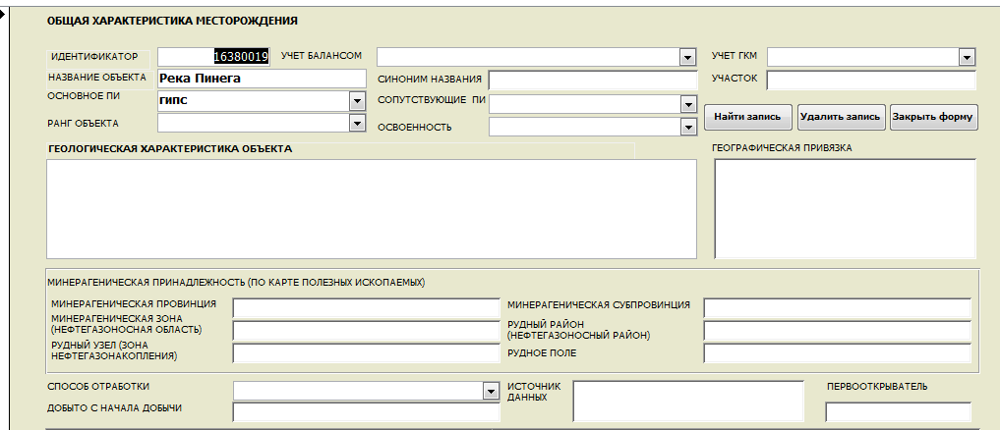 ОБЩАЯ ХАРАКТЕРИСТИКА МЕСТОРОЖДЕНИЯ
ИДЕНТИФИКАТОР 16380019 УЧЕТ БАЛАНСОМ УЧЕТ ГКМ
НАЗВАНИЕ ОБЪЕКТА Река Пинега СИНОНИМ НАЗВАНИЯ УЧАСТОК
ОСНОВНОЕ ПИ гипс СОПУТСТВУЮЩИЕ ПИ
РАНГ ОБЪЕКТА ОСВОЕННОСТЬ Найти запись Удалить запись Закрыть форму
ГЕОЛОГИЧЕСКАЯ ХАРАКТЕРИСТИКА ОБЪЕКТА ГЕОГРАФИЧЕСКАЯ ПРИВЯЗКА
МИНЕРАГЕНИЧЕСКАЯ ПРИНАДЛЕЖНОСТЬ (ПО КАРТЕ ПОЛЕЗНЫХ ИСКОПАЕМЫХ)
МИНЕРАГЕНИЧЕСКАЯ ПРОВИНЦИЯ МИНЕРАГЕНИЧЕСКАЯ СУБПРОВИНЦИЯ
МИНЕРАГЕНИЧЕСКАЯ ЗОНА
(НЕФТЕГАЗОНОСНАЯ ОБЛАСТЬ)
РУДНЫЙ РАЙОН
(НЕФТЕГАЗОНОСНЫЙ РАЙОН)
РУДНЫЙ УЗЕЛ (ЗОНА
НЕФТЕГАЗОНАКОПЛЕНИЯ)
РУДНОЕ ПОЛЕ
СПОСОБ ОТРАБОТКИ
ДОБЫТО С НАЧАЛА ДОБЫЧИ
ИСТОЧНИК
ДАННЫХ
ПЕРВООТКРЫВАТЕЛЬ